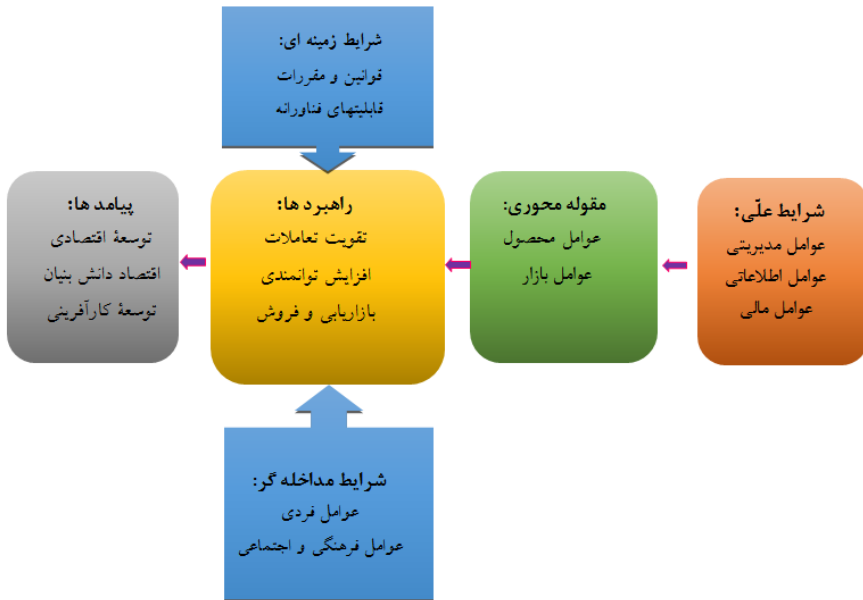 شرایط زمینه ای:
قوانین و مقررات
قابلیتهای فناورانه
شرایط علّی:
عوامل مدیریتی
عوامل اطلاعاتی
عوامل مالی
مقوله محوری:
عوامل محصول
عوامل بازار
راهبرد ها:
تقویت تعاملات
افزایش توانمندی
بازاریابی و فروش
پیامد ها:
توسعۀ اقتصادی
اقتصاد دانش بنیان
توسعۀ کارآفرینی
شرایط مداخله گر:
عوامل فردی
عوامل فرهنگی و اجتماعی